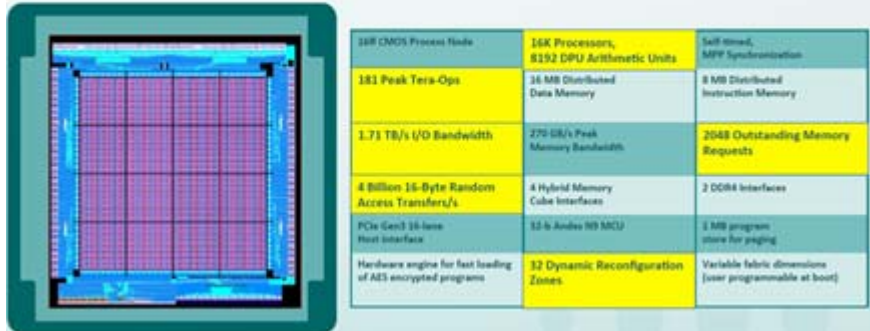 16ff CMOS Process Node
16K Processors,
8192 DPU Arithmetic Units
Self-timed,
MPP Synchronization
181 Peak Tera-Ops
16 MB Distributed
Data Memory
8 MB Distributed
Instruction Memory
1.71 TB/s I/O Bandwidth
270 GB/s Peak
Memory Bandwidth
2048 Outstanding Memory
Requests
4 Billion 16-Byte Random
Access Transfers/s
4 Hybrid Memory
Cube Interfaces
2 DDR4 Interfaces
PCIe Gen3 16-lane
Host Interface
32-b Andes N9 MCU
1 MB program
store for paging
Hardware engine for fast loading
of AES encrypted programs
32 Dynamic Reconfiguration
Zones
Variable fabric dimensions
(user programmable at boot)